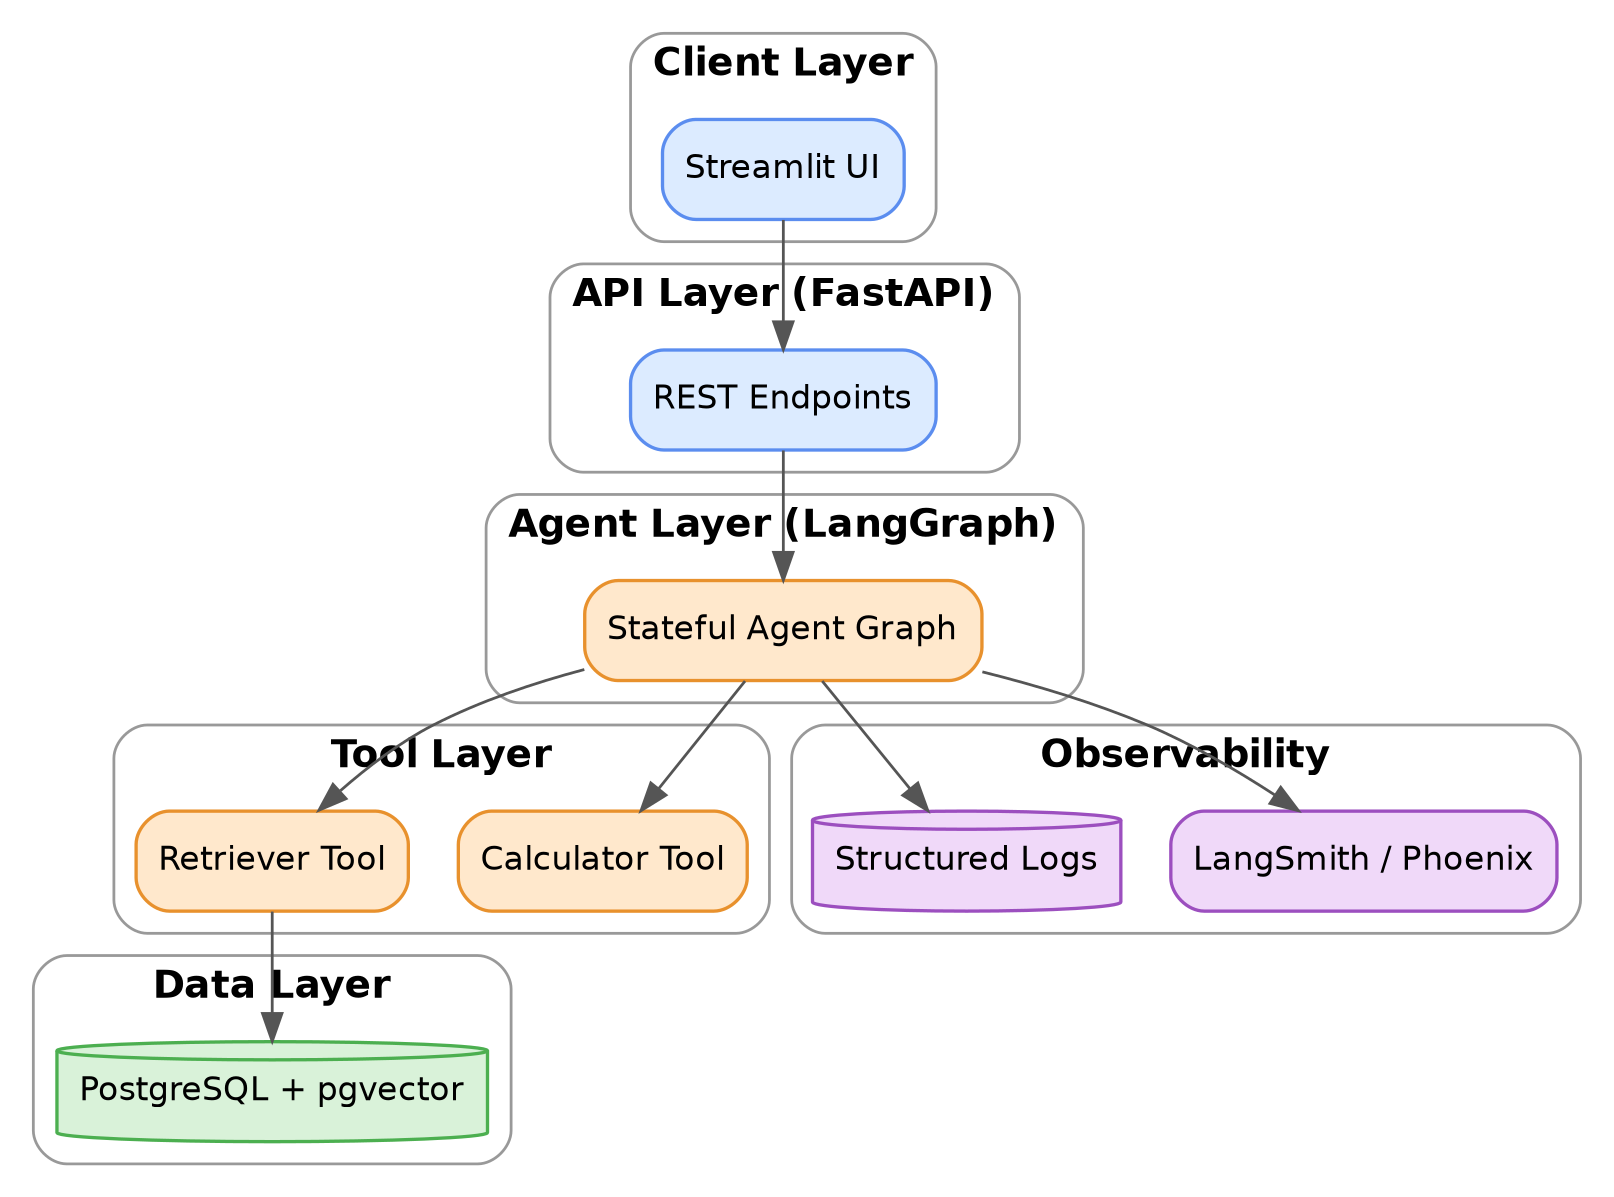 Client Layer
Streamlit UI
API Layer (FastAPI)
REST Endpoints
Agent Layer (LangGraph)
Stateful Agent Graph
Tool Layer
Observability
Retriever Tool
Calculator Tool
Structured Logs
LangSmith / Phoenix
Data Layer
PostgreSQL + pgvector